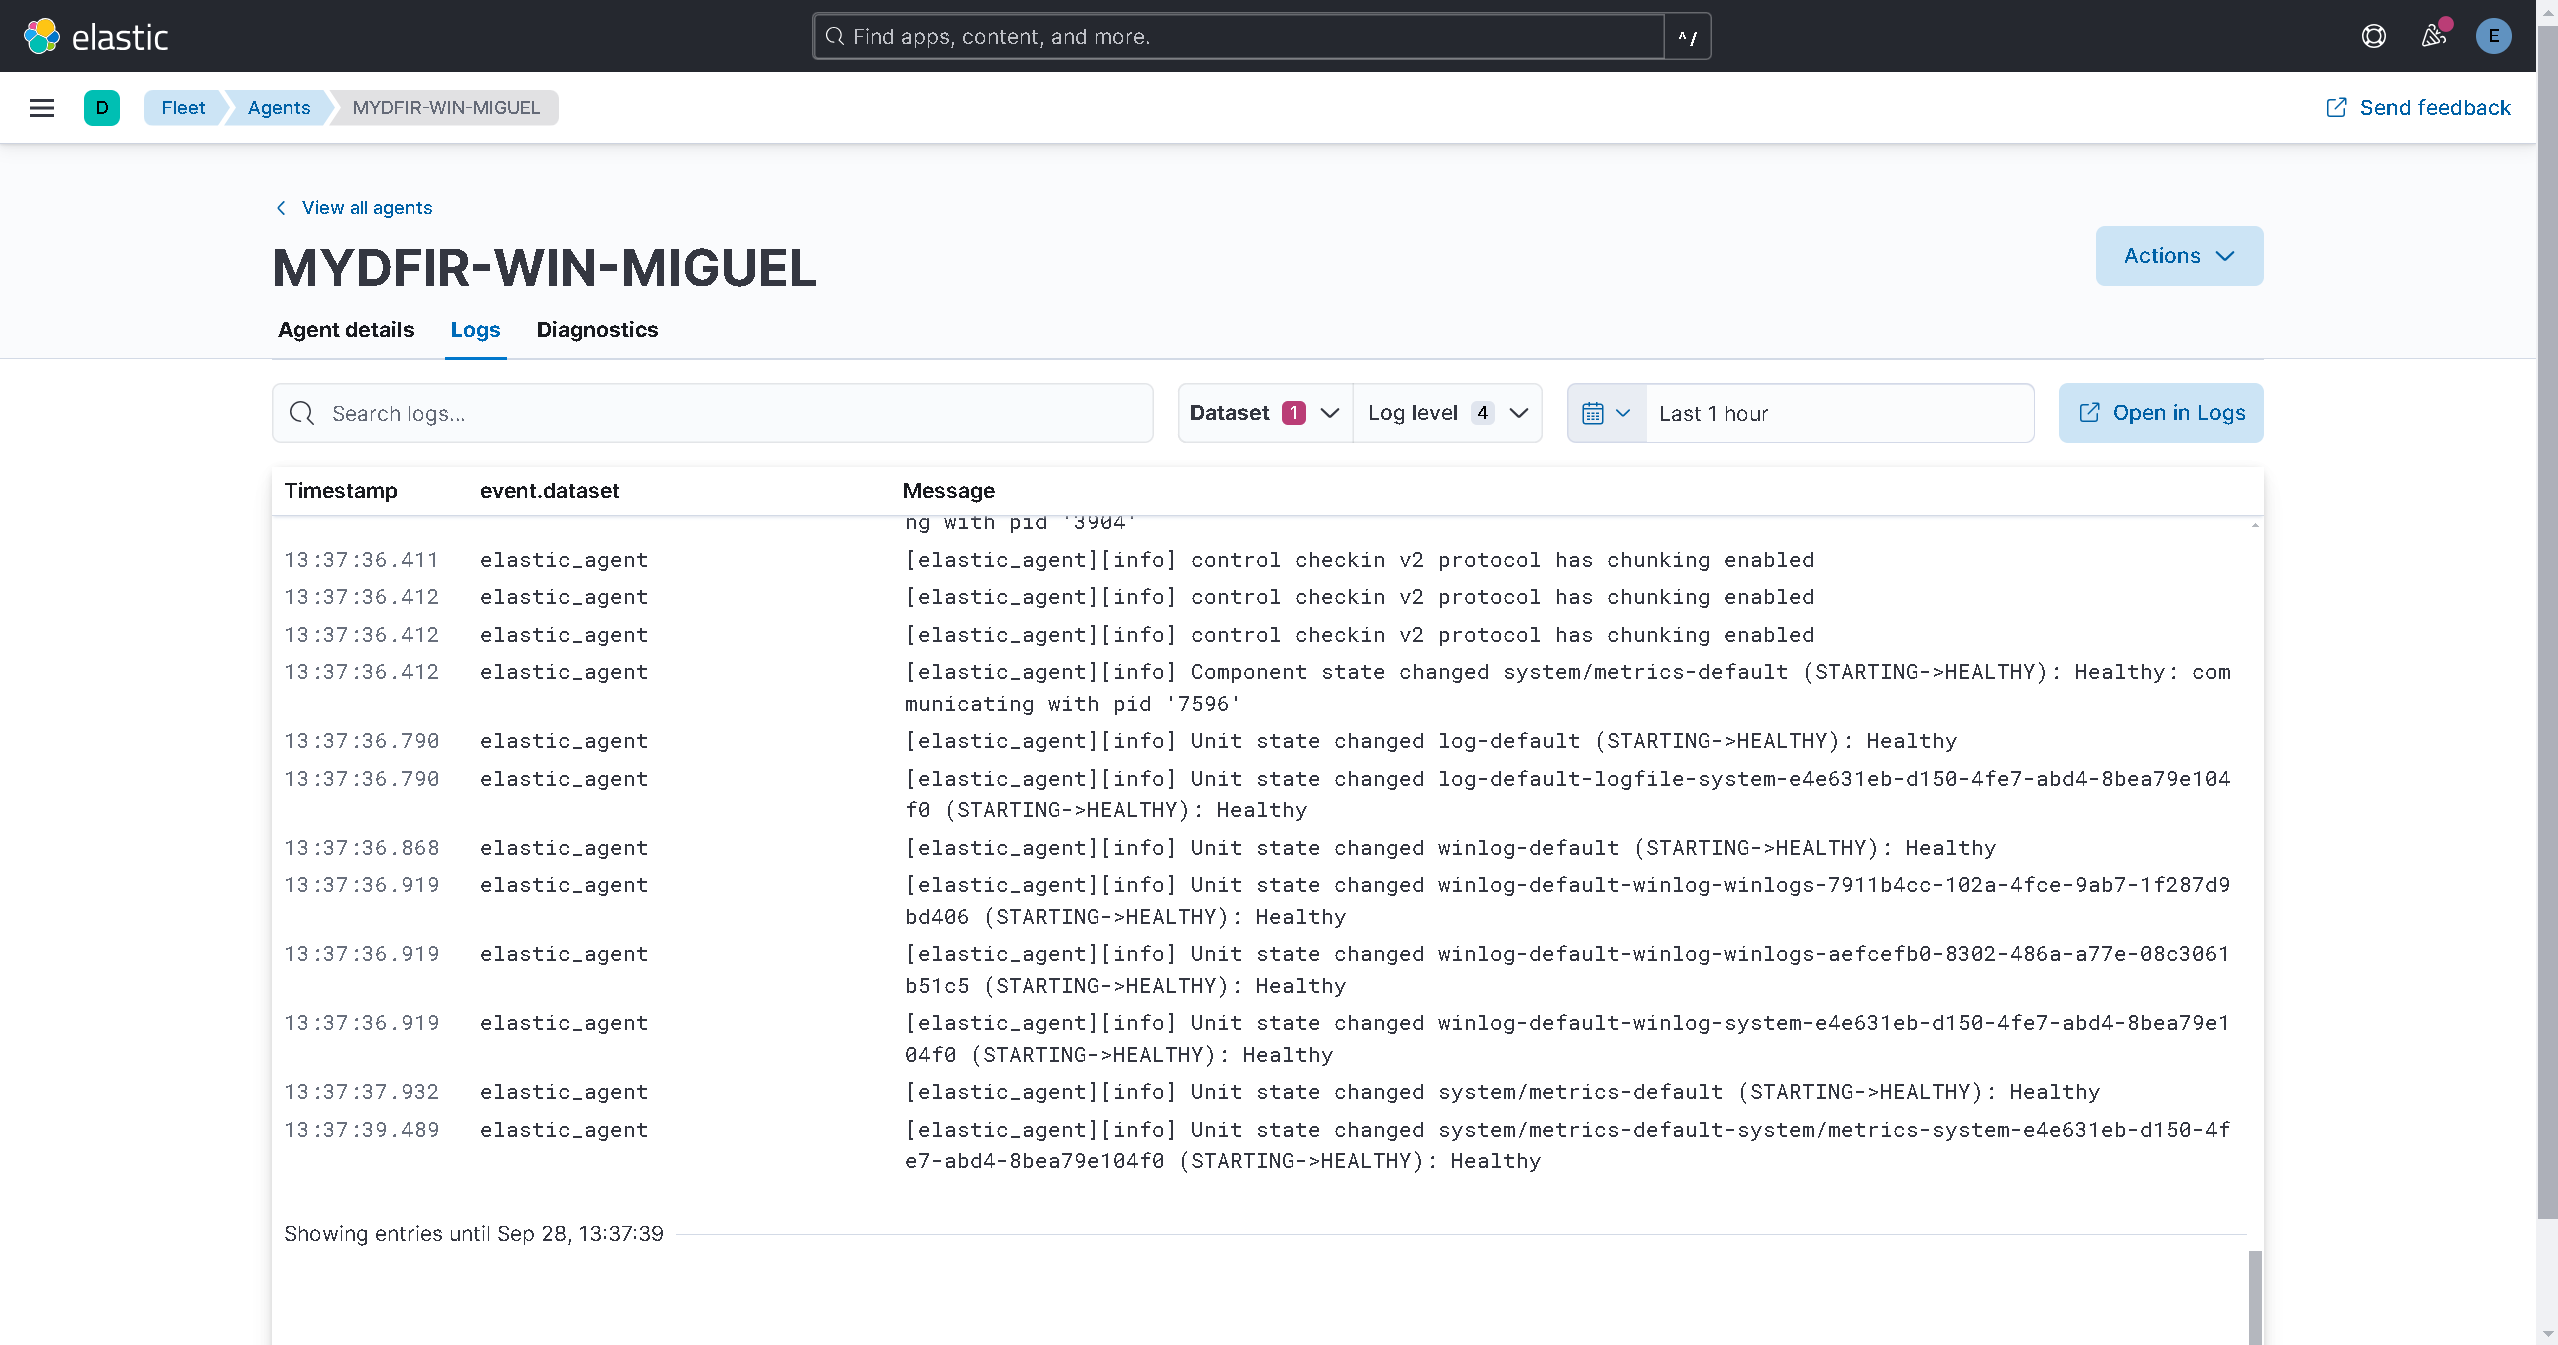 elastic
Find apps, content, and more.
^/
E
D
Fleet
Agents
MYDFIR-WIN-MIGUEL
Send feedback
View all agents
MYDFIR-WIN-MIGUEL
Actions
Agent details
Logs
Diagnostics
Search logs...
Dataset 1
Log level 4
Last 1 hour
Open in Logs
Timestamp event.dataset Message
ng with pid '3904'
13:37:36.411 elastic_agent [elastic_agent][info] control checkin v2 protocol has chunking enabled
13:37:36.412 elastic_agent [elastic_agent][info] control checkin v2 protocol has chunking enabled
13:37:36.412 elastic_agent [elastic_agent][info] control checkin v2 protocol has chunking enabled
13:37:36.412 elastic_agent [elastic_agent][info] Component state changed system/metrics-default (STARTING->HEALTHY): Healthy: com
municating with pid '7596'
13:37:36.790 elastic_agent [elastic_agent][info] Unit state changed log-default (STARTING->HEALTHY): Healthy
13:37:36.790 elastic_agent [elastic_agent][info] Unit state changed log-default-logfile-system-e4e631eb-d150-4fe7-abd4-8bea79e104
f0 (STARTING->HEALTHY): Healthy
13:37:36.868 elastic_agent [elastic_agent][info] Unit state changed winlog-default (STARTING->HEALTHY): Healthy
13:37:36.919 elastic_agent [elastic_agent][info] Unit state changed winlog-default-winlog-winlogs-7911b4cc-102a-4fce-9ab7-1f287d9
bd406 (STARTING->HEALTHY): Healthy
13:37:36.919 elastic_agent [elastic_agent][info] Unit state changed winlog-default-winlog-winlogs-aefcefb0-8302-486a-a77e-08c3061
b51c5 (STARTING->HEALTHY): Healthy
13:37:36.919 elastic_agent [elastic_agent][info] Unit state changed winlog-default-winlog-system-e4e631eb-d150-4fe7-abd4-8bea79e1
04f0 (STARTING->HEALTHY): Healthy
13:37:37.932 elastic_agent [elastic_agent][info] Unit state changed system/metrics-default (STARTING->HEALTHY): Healthy
13:37:39.489 elastic_agent [elastic_agent][info] Unit state changed system/metrics-default-system/metrics-system-e4e631eb-d150-4f
e7-abd4-8bea79e104f0 (STARTING->HEALTHY): Healthy
Showing entries until Sep 28, 13:37:39